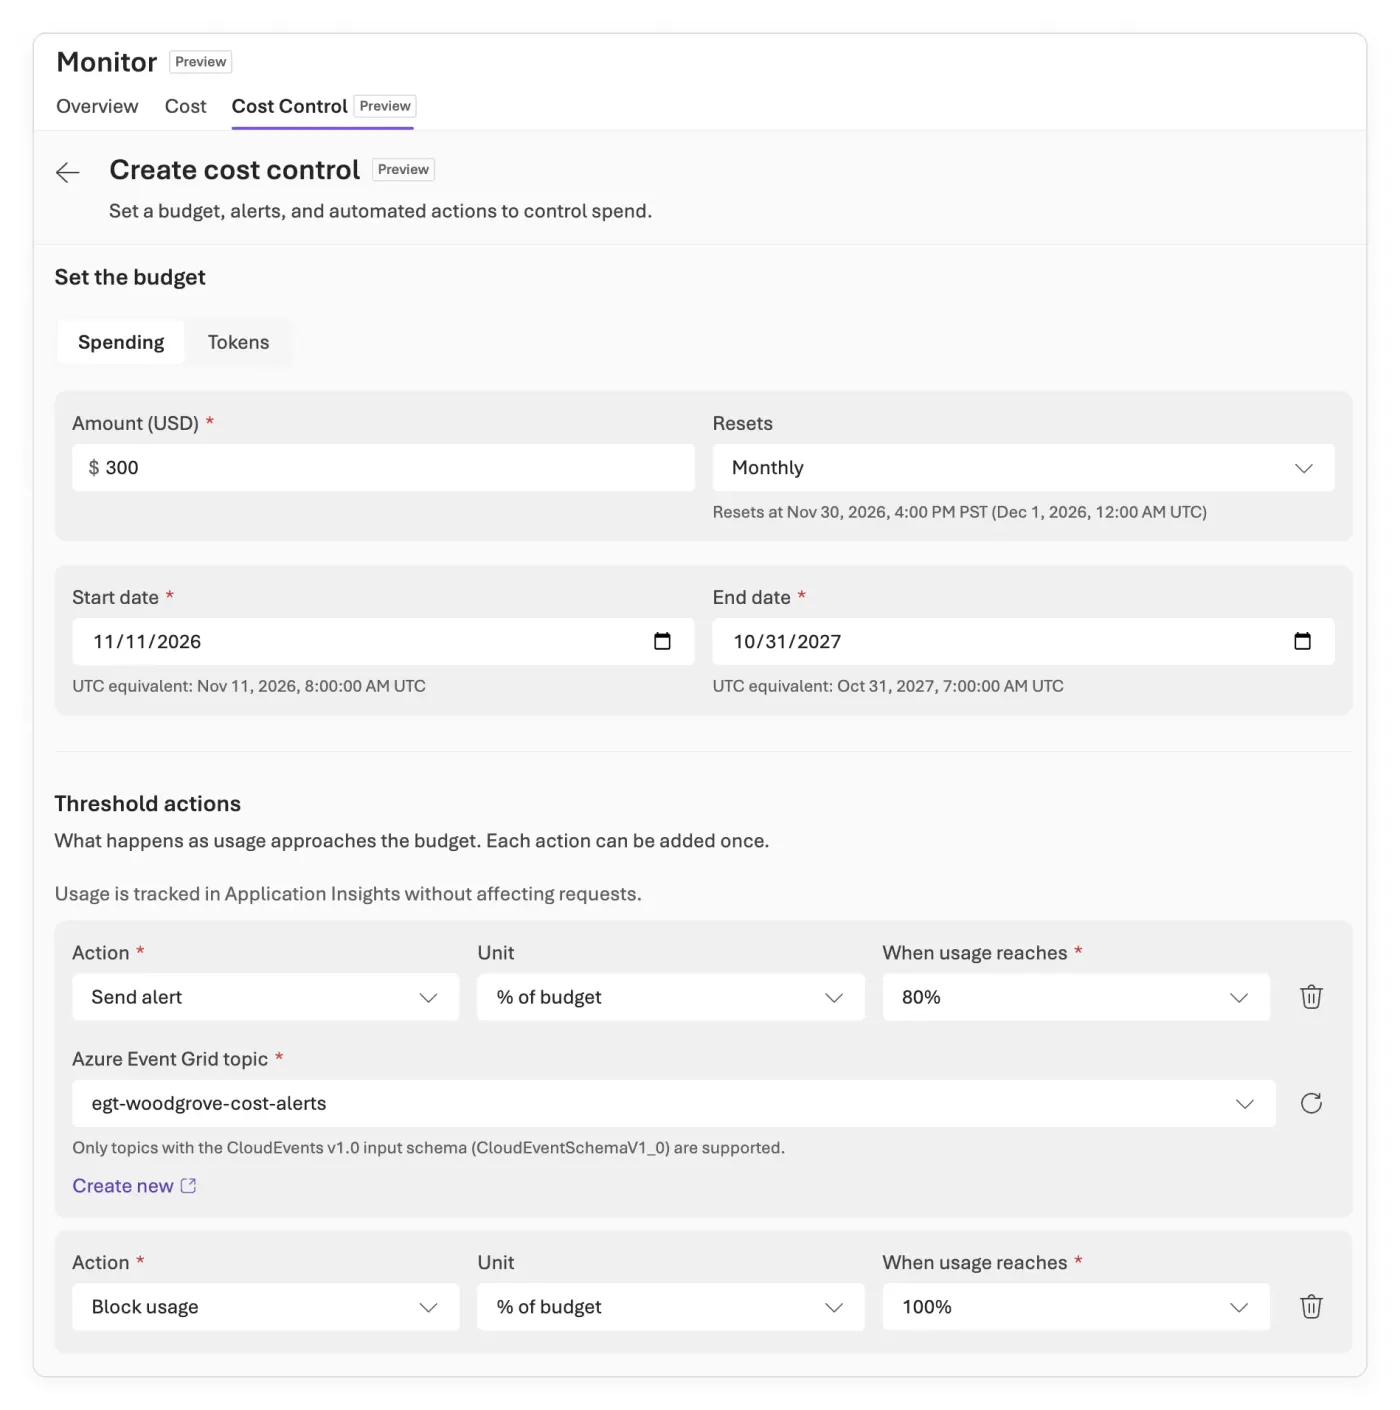 Monitor Preview
Overview Cost Cost Control Preview
Create cost control Preview
Set a budget, alerts, and automated actions to control spend.
Set the budget
Spending Tokens
Amount (USD) * Resets
$ 300 Monthly
Resets at Nov 30, 2026, 4:00 PM PST (Dec 1, 2026, 12:00 AM UTC)
Start date * End date *
11/11/2026 10/31/2027
UTC equivalent: Nov 11, 2026, 8:00:00 AM UTC UTC equivalent: Oct 31, 2027, 7:00:00 AM UTC
Threshold actions
What happens as usage approaches the budget. Each action can be added once.
Usage is tracked in Application Insights without affecting requests.
Action * Unit When usage reaches *
Send alert % of budget 80%
Azure Event Grid topic *
egt-woodgrove-cost-alerts
Only topics with the CloudEvents v1.0 input schema (CloudEventSchemaV1_0) are supported.
Create new
Action * Unit When usage reaches *
Block usage % of budget 100%